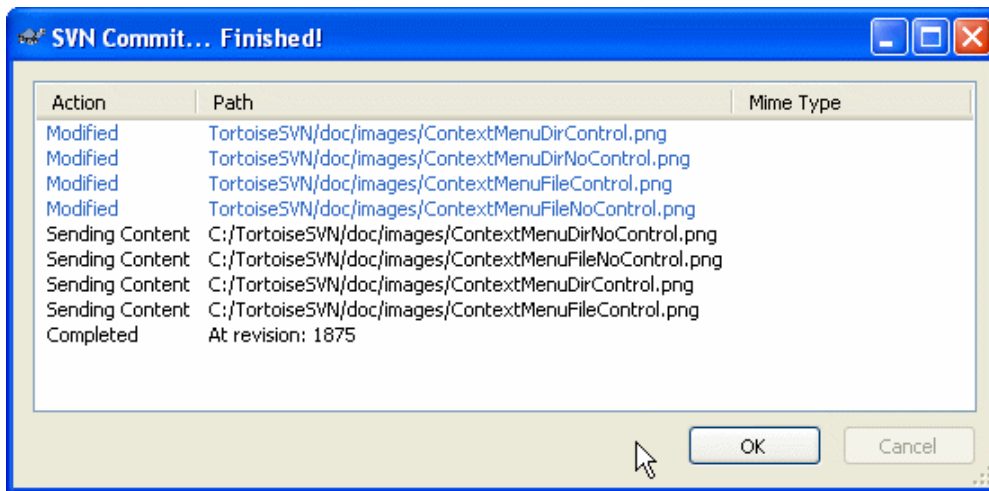 SVN Commit... Finished!
Action Path Mime Type
Modified TortoiseSVN/doc/images/ContextMenuDirControl.png
Modified TortoiseSVN/doc/images/ContextMenuDirNoControl.png
Modified TortoiseSVN/doc/images/ContextMenuFileControl.png
Modified TortoiseSVN/doc/images/ContextMenuFileNoControl.png
Sending Content C:/TortoiseSVN/doc/images/ContextMenuDirNoControl.png
Sending Content C:/TortoiseSVN/doc/images/ContextMenuFileNoControl.png
Sending Content C:/TortoiseSVN/doc/images/ContextMenuDirControl.png
Sending Content C:/TortoiseSVN/doc/images/ContextMenuFileControl.png
Completed At revision: 1875
OK Cancel